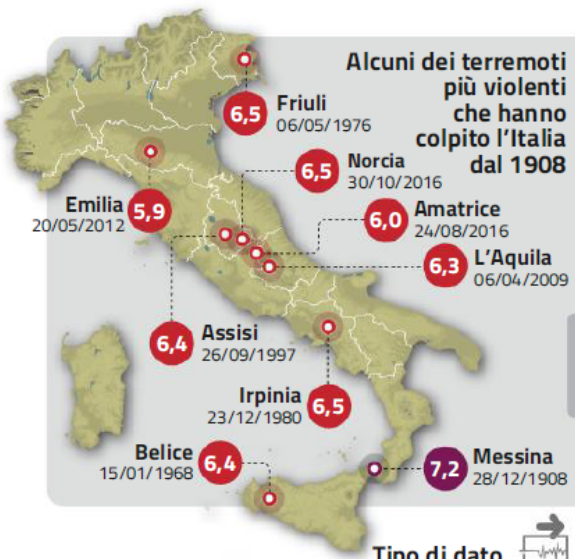 Alcuni dei terremoti
più violenti
che hanno
colpito l'Italia
dal 1908
6,5
Friuli
06/05/1976
6,5
Norcia
30/10/2016
Emilia
20/05/2012
5,9
6,0
Amatrice
24/08/2016
6,3
L'Aquila
06/04/2009
6,4
Assisi
26/09/1997
Irpinia
23/12/1980
6,5
Belice
15/01/1968
6,4
7,2
Messina
28/12/1908
Tipo di dato